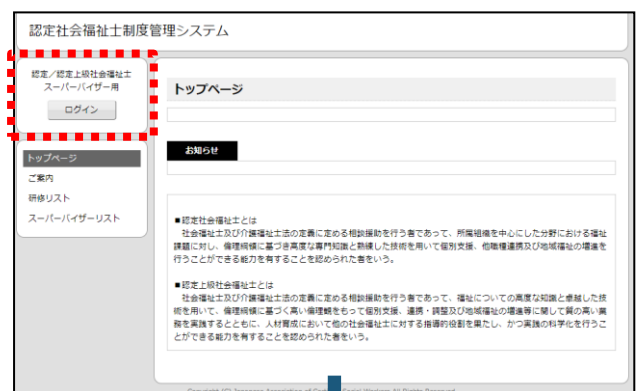 認定社会福祉士制度管理システム
認定/認定上級社会福祉士
スーパーバイザー用
ログイン
トップページ
ご案内
研修リスト
スーパーバイザーリスト
トップページ
お知らせ
■認定社会福祉士とは
社会福祉士及び介護福祉士法の定義に定める相談援助を行う者であって、所属組織を中心にした分野における福祉
課題に対し、倫理綱領に基づき高度な専門知識と熟練した技術を用いて個別支援、他職種連携及び地域福祉の増進を
行うことができる能力を有することを認められた者をいう。
■認定上級社会福祉士とは
社会福祉士及び介護福祉士法の定義に定める相談援助を行う者であって、福祉についての高度な知識と卓越した技
術を用いて、倫理綱領に基づく高い倫理観をもって個別支援、連携・調整及び地域福祉の増進等に関して質の高い業
務を実践するとともに、人材育成において他の社会福祉士に対する指導的役割を果たし、かつ実践の科学化を行うこ
とができる能力を有することを認められた者をいう。